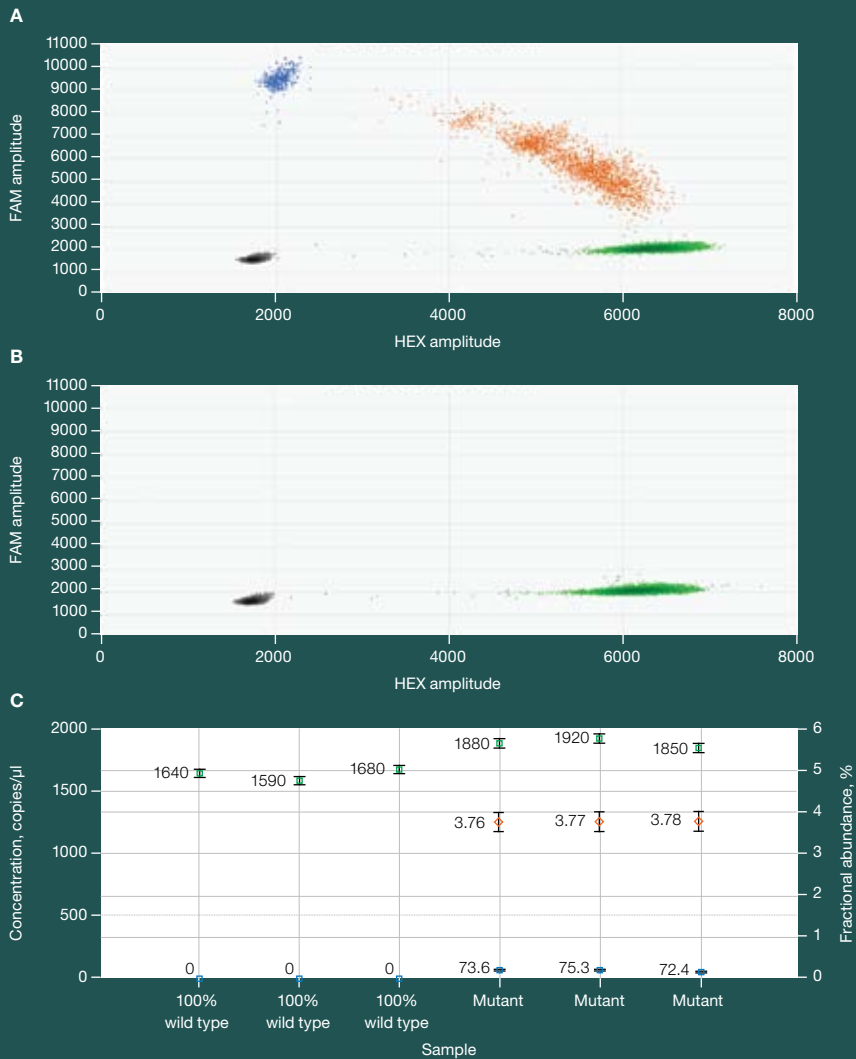 A
11000
10000
9000
8000
7000
6000
5000
4000
3000
2000
1000
0
FAM amplitude
0 2000 4000 6000 8000
HEX amplitude
B
11000
10000
9000
8000
7000
6000
5000
4000
3000
2000
1000
0
FAM amplitude
0 2000 4000 6000 8000
HEX amplitude
C
2000
1500
1000
500
0
Concentration, copies/µl
1640 1590 1680 1880 1920 1850
3.76 3.77 3.78
0 0 0 73.6 75.3 72.4
6
5
4
3
2
1
0
Fractional abundance, %
100% 100% 100% Mutant Mutant Mutant
wild type wild type wild type
Sample